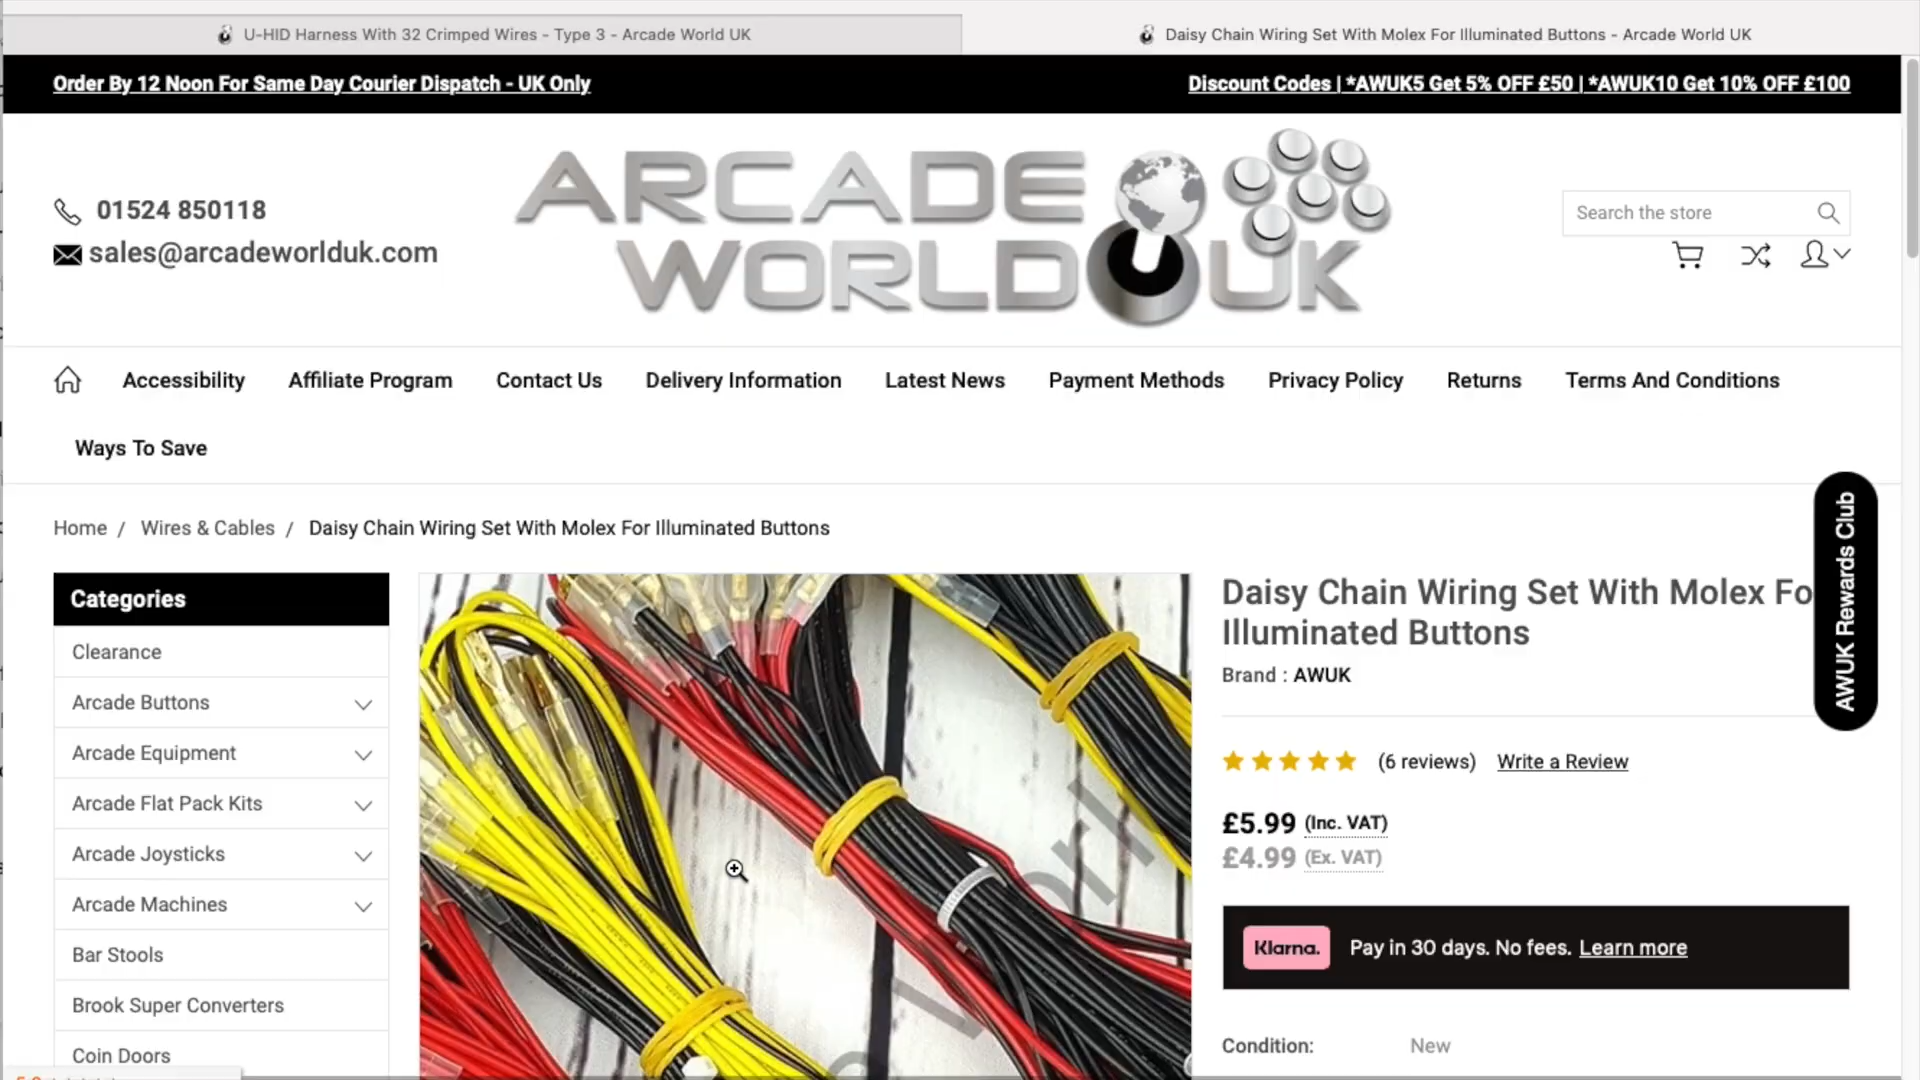 U-HID Harness With 32 Crimped Wires - Type 3 - Arcade World UK
Daisy Chain Wiring Set With Molex For Illuminated Buttons - Arcade World UK
Order By 12 Noon For Same Day Courier Dispatch - UK Only
Discount Codes | *AWUK5 Get 5% OFF £50 | *AWUK10 Get 10% OFF £100
01524 850118
sales@arcadeworlduk.com
ARCADE
WORLD UK
Search the store
Accessibility
Affiliate Program
Contact Us
Delivery Information
Latest News
Payment Methods
Privacy Policy
Returns
Terms And Conditions
Ways To Save
Home / Wires & Cables / Daisy Chain Wiring Set With Molex For Illuminated Buttons
Categories
Clearance
Arcade Buttons
Arcade Equipment
Arcade Flat Pack Kits
Arcade Joysticks
Arcade Machines
Bar Stools
Brook Super Converters
Coin Doors
Daisy Chain Wiring Set With Molex Fo
Illuminated Buttons
Brand : AWUK
(6 reviews) Write a Review
£5.99 (Inc. VAT)
£4.99 (Ex. VAT)
Klarna. Pay in 30 days. No fees. Learn more
Condition: New
AWUK Rewards Club